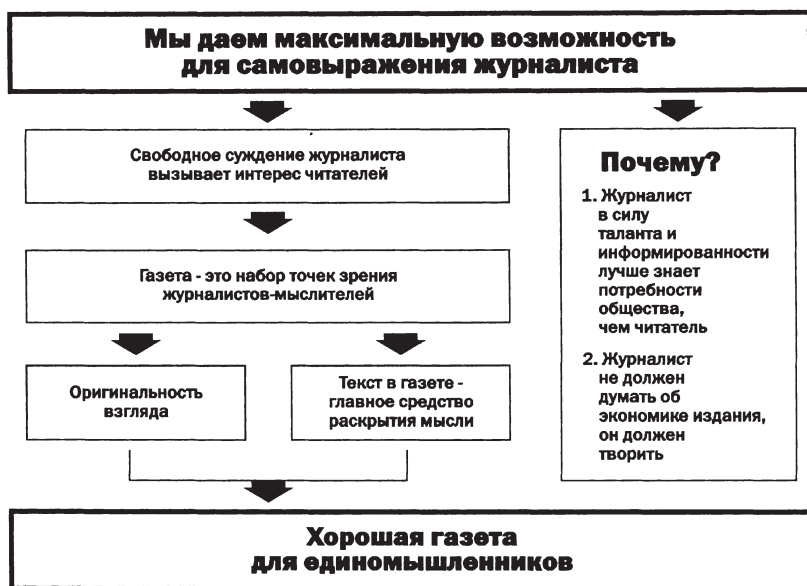 Мы даем максимальную возможность
для самовыражения журналиста
Свободное суждение журналиста
вызывает интерес читателей
Газета - это набор точек зрения
журналистов-мыслителей
Оригинальность
взгляда
Текст в газете -
главное средство
раскрытия мысли
Почему?
1. Журналист
в силу
таланта и
информированности
лучше знает
потребности
общества,
чем читатель
2. Журналист
не должен
думать об
экономике издания,
он должен
творить
Хорошая газета
для единомышленников